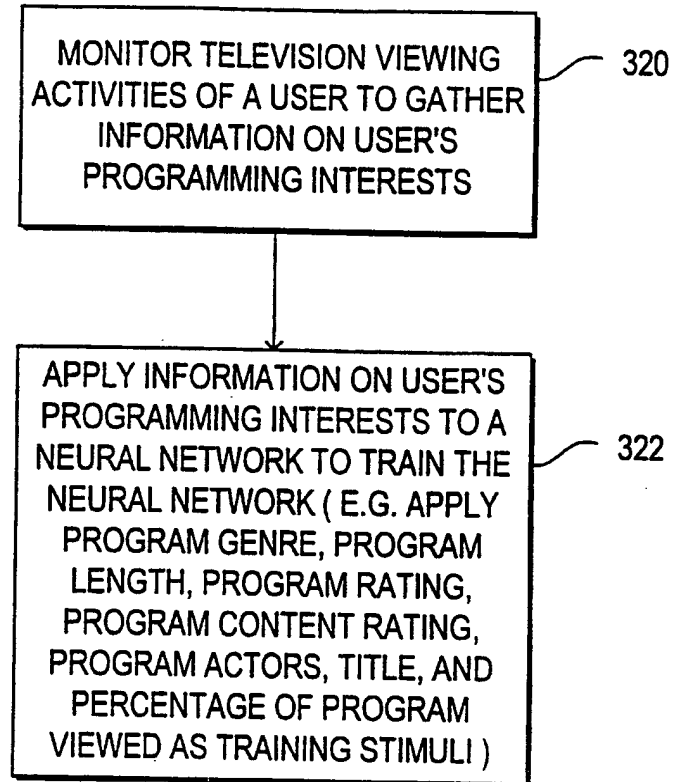 MONITOR TELEVISION VIEWING
ACTIVITIES OF A USER TO GATHER
INFORMATION ON USER'S
PROGRAMMING INTERESTS
320
APPLY INFORMATION ON USER'S
PROGRAMMING INTERESTS TO A
NEURAL NETWORK TO TRAIN THE
NEURAL NETWORK ( E.G. APPLY
PROGRAM GENRE, PROGRAM
LENGTH, PROGRAM RATING,
PROGRAM CONTENT RATING,
PROGRAM ACTORS, TITLE, AND
PERCENTAGE OF PROGRAM
VIEWED AS TRAINING STIMULI )
322